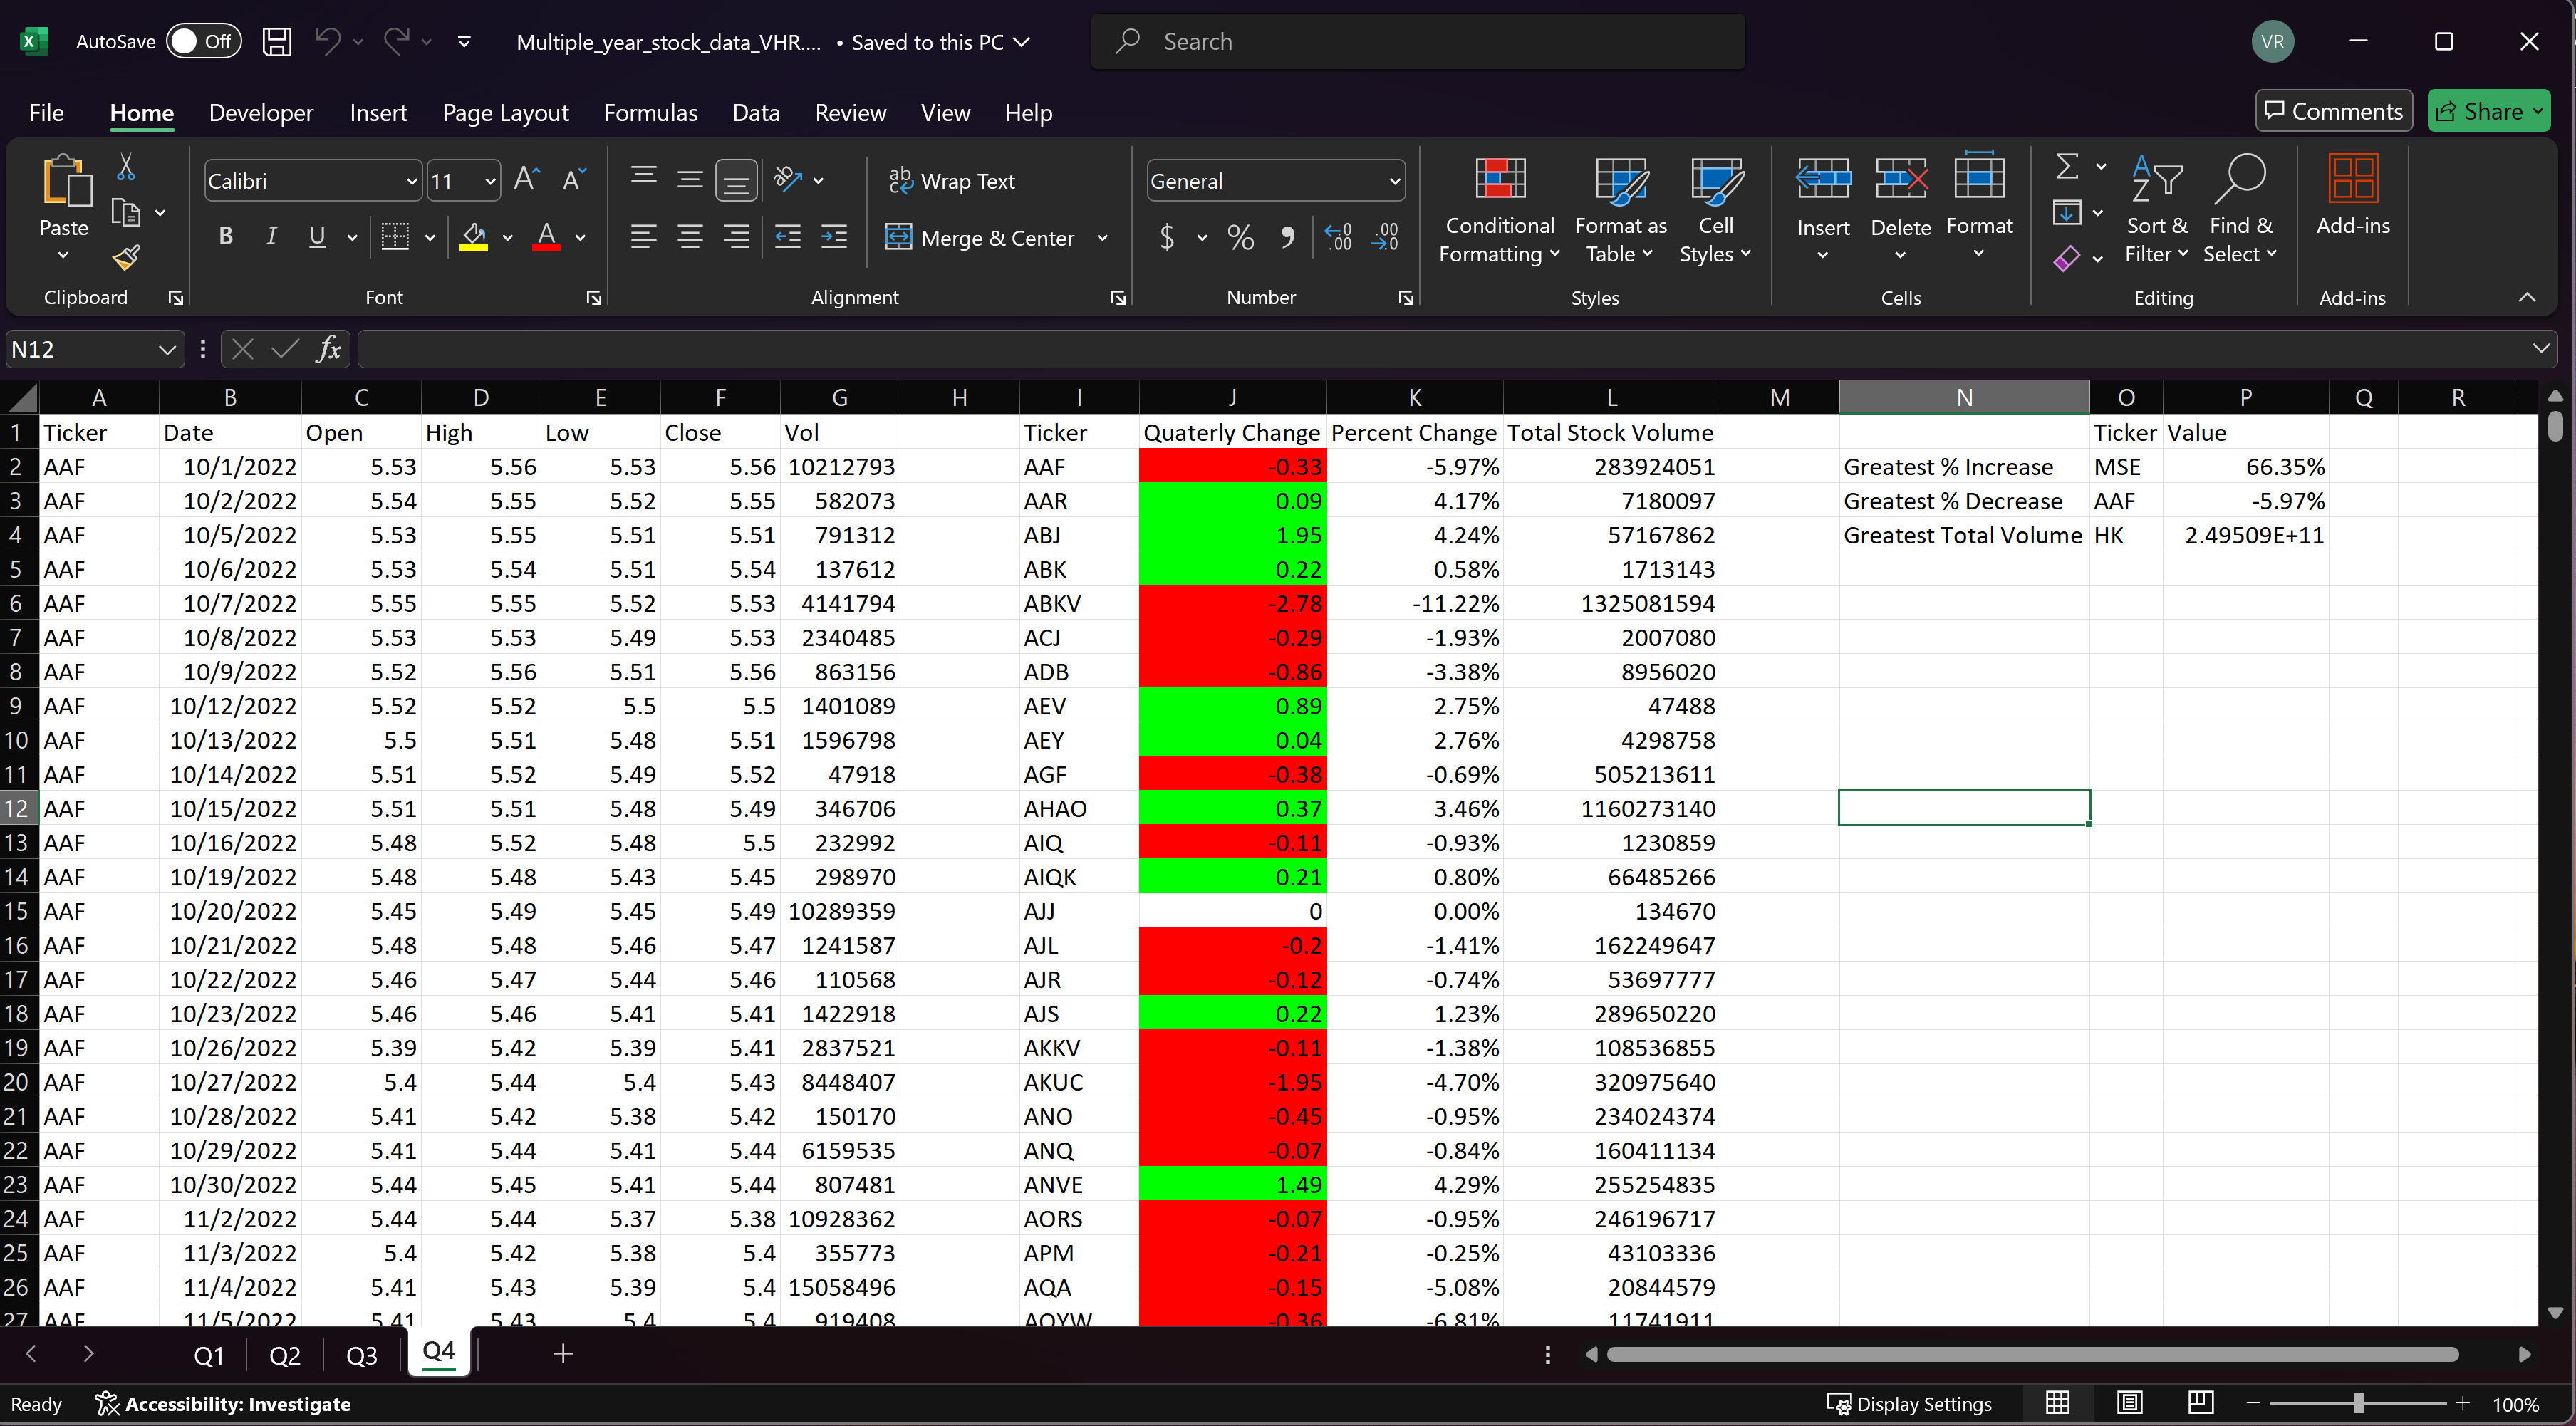 AutoSave Off Multiple_year_stock_data_VHR.... • Saved to this PC Search VR
File Home Developer Insert Page Layout Formulas Data Review View Help Comments Share
Paste Calibri 11 Wrap Text General Conditional Formatting Format as Table Cell Styles Insert Delete Format Sort & Filter Find & Select Add-ins
B I U A Merge & Center $ %
Clipboard Font Alignment Number Styles Cells Editing Add-ins
N12 fx
A B C D E F G H I J K L M N O P Q R
1 Ticker Date Open High Low Close Vol Ticker Quaterly Change Percent Change Total Stock Volume Ticker Value
2 AAF 10/1/2022 5.53 5.56 5.53 5.56 10212793 AAF -0.33 -5.97% 283924051 Greatest % Increase MSE 66.35%
3 AAF 10/2/2022 5.54 5.55 5.52 5.55 582073 AAR 0.09 4.17% 7180097 Greatest % Decrease AAF -5.97%
4 AAF 10/5/2022 5.53 5.55 5.51 5.51 791312 ABJ 1.95 4.24% 57167862 Greatest Total Volume HK 2.49509E+11
5 AAF 10/6/2022 5.53 5.54 5.51 5.54 137612 ABK 0.22 0.58% 1713143
6 AAF 10/7/2022 5.55 5.55 5.52 5.53 4141794 ABKV -2.78 -11.22% 1325081594
7 AAF 10/8/2022 5.53 5.53 5.49 5.53 2340485 ACJ -0.29 -1.93% 2007080
8 AAF 10/9/2022 5.52 5.56 5.51 5.56 863156 ADB -0.86 -3.38% 8956020
9 AAF 10/12/2022 5.52 5.52 5.5 5.5 1401089 AEV 0.89 2.75% 47488
10 AAF 10/13/2022 5.5 5.51 5.48 5.51 1596798 AEY 0.04 2.76% 4298758
11 AAF 10/14/2022 5.51 5.52 5.49 5.52 47918 AGF -0.38 -0.69% 505213611
12 AAF 10/15/2022 5.51 5.51 5.48 5.49 346706 AHAO 0.37 3.46% 1160273140
13 AAF 10/16/2022 5.48 5.52 5.48 5.5 232992 AIQ -0.11 -0.93% 1230859
14 AAF 10/19/2022 5.48 5.48 5.43 5.45 298970 AIQK 0.21 0.80% 66485266
15 AAF 10/20/2022 5.45 5.49 5.45 5.49 10289359 AJJ 0 0.00% 134670
16 AAF 10/21/2022 5.48 5.48 5.46 5.47 1241587 AJL -0.2 -1.41% 162249647
17 AAF 10/22/2022 5.46 5.47 5.44 5.46 110568 AJR -0.12 -0.74% 53697777
18 AAF 10/23/2022 5.46 5.46 5.41 5.41 1422918 AJS 0.22 1.23% 289650220
19 AAF 10/26/2022 5.39 5.42 5.39 5.41 2837521 AKKV -0.11 -1.38% 108536855
20 AAF 10/27/2022 5.4 5.44 5.4 5.43 8448407 AKUC -1.95 -4.70% 320975640
21 AAF 10/28/2022 5.41 5.42 5.38 5.42 150170 ANO -0.45 -0.95% 234024374
22 AAF 10/29/2022 5.41 5.44 5.41 5.44 6159535 ANQ -0.07 -0.84% 160411134
23 AAF 10/30/2022 5.44 5.45 5.41 5.44 807481 ANVE 1.49 4.29% 255254835
24 AAF 11/2/2022 5.44 5.44 5.37 5.38 10928362 AORS -0.07 -0.95% 246196717
25 AAF 11/3/2022 5.4 5.42 5.38 5.4 355773 APM -0.21 -0.25% 43103336
26 AAF 11/4/2022 5.41 5.43 5.39 5.4 15058496 AQA -0.15 -5.08% 20844579
27 AAF 11/5/2022 5.41 5.43 5.4 5.4 919408 AQYW -0.36 -6.81% 11741911
Q1 Q2 Q3 Q4
Ready Accessibility: Investigate Display Settings 100%